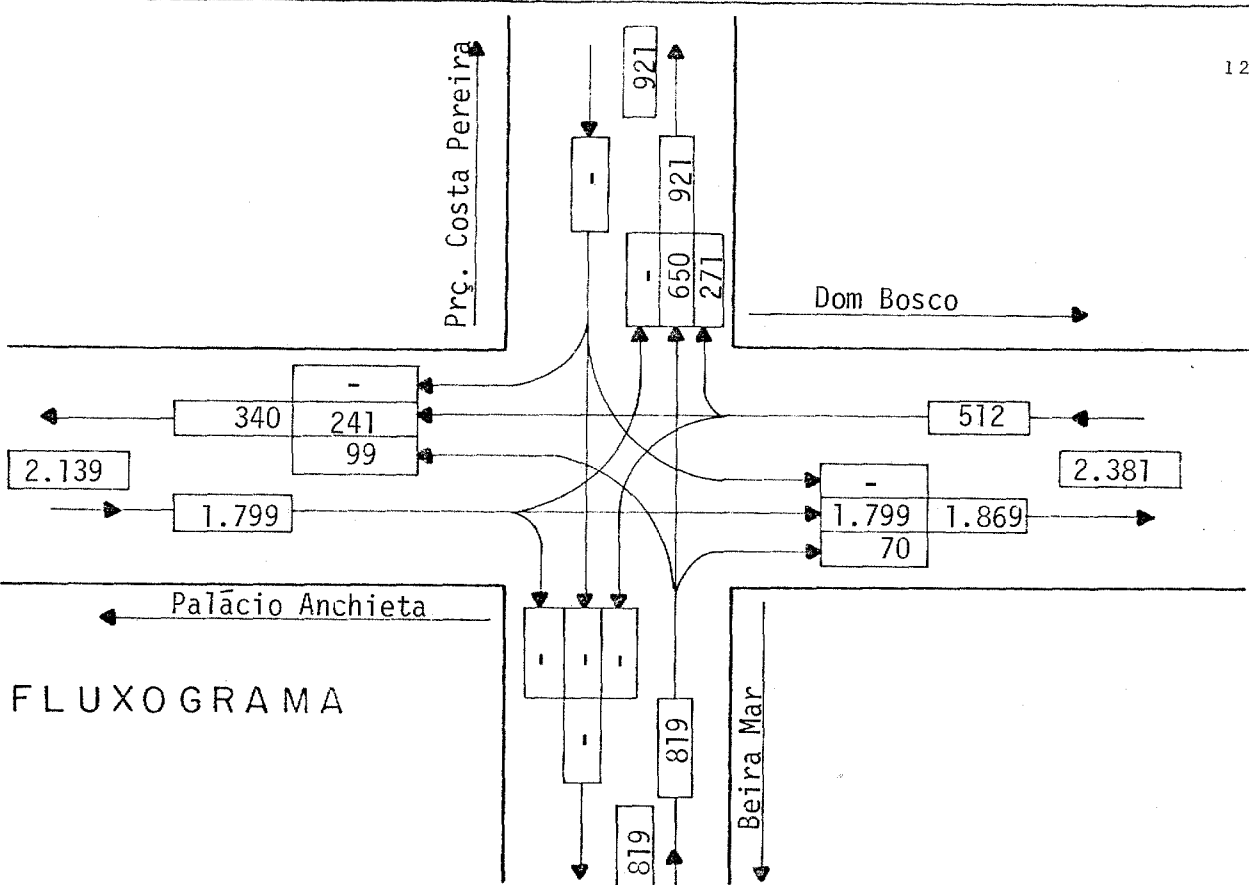 12
Prç. Costa Pereira
921
-
921
- 650 271
Dom Bosco
-
340 241
99
512
2.139
2.381
1.799
-
1.799 1.869
70
Palácio Anchieta
- - -
-
FLUXOGRAMA
819
819
Beira Mar